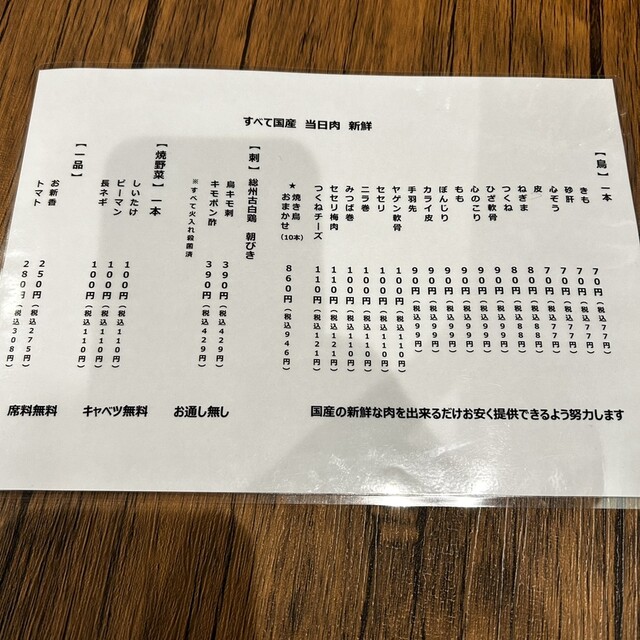 すべて国産 当日肉 新鮮
【鳥】一本
きも 70円(税込77円)
砂肝 70円(税込77円)
心ぞう 70円(税込77円)
皮 70円(税込77円)
ねぎま 80円(税込88円)
つくね 80円(税込88円)
ひざ軟骨 90円(税込99円)
心のこり 90円(税込99円)
もも 90円(税込99円)
ぼんじり 90円(税込99円)
カライ皮 90円(税込99円)
手羽先 90円(税込99円)
ヤゲン軟骨 100円(税込110円)
セセリ 100円(税込110円)
ニラ巻 100円(税込110円)
みつば巻 100円(税込110円)
セセリ梅肉 110円(税込121円)
つくねチーズ 110円(税込121円)
★焼き鳥おまかせ(10本) 860円(税込946円)
【刺】総州古白鶏 朝びき
鳥キモ刺 390円(税込429円)
キモポン酢 390円(税込429円)
※すべて火入れ殺菌済
【焼野菜】一本
しいたけ 100円(税込110円)
ピーマン 100円(税込110円)
長ネギ 100円(税込110円)
【一品】
お新香 250円(税込275円)
トマト 280円(税込308円)
国産の新鮮な肉を出来るだけお安く提供できるよう努力します
お通し無し
キャベツ無料
席料無料